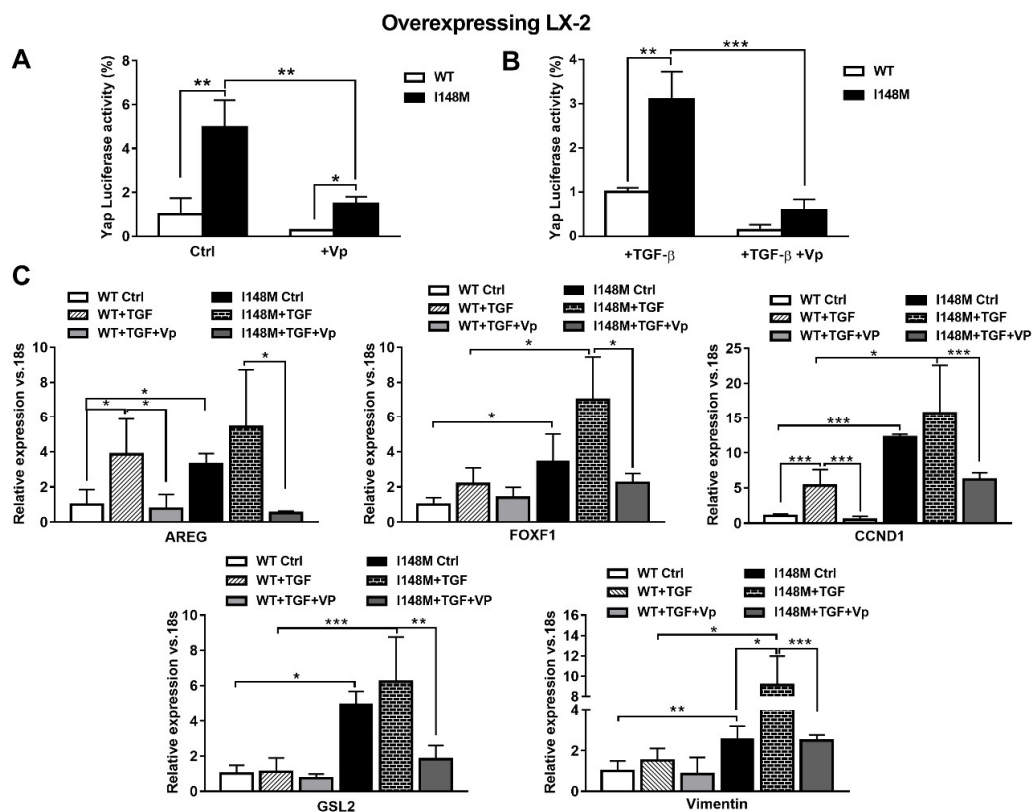 Overexpressing LX-2
A
Yap Luciferase activity (%)
8
6
4
2
0
**
**
*
WT
I148M
Ctrl
+Vp
B
Yap Luciferase activity (%)
4
3
2
1
0
**
***
WT
I148M
+TGF-β
+TGF-β +Vp
C
WT Ctrl
I148M Ctrl
WT+TGF
I148M+TGF
WT+TGF+Vp
I148M+TGF+Vp
Relative expression vs.18s
10
8
6
4
2
0
*
*
*
*
AREG
WT Ctrl
I148M Ctrl
WT+TGF
I148M+TGF
WT+TGF+Vp
I148M+TGF+Vp
Relative expression vs.18s
10
8
6
4
2
0
*
*
*
FOXF1
WT Ctrl
I148M Ctrl
WT+TGF
I148M+TGF
WT+TGF+VP
I148M+TGF+VP
Relative expression vs.18s
25
20
15
10
5
0
*
***
***
***
***
CCND1
WT Ctrl
I148M Ctrl
WT+TGF
I148M+TGF
WT+TGF+VP
I148M+TGF+VP
Relative expression vs.18s
10
8
6
4
2
0
***
**
*
GSL2
WT Ctrl
I148M Ctrl
WT+TGF
I148M+TGF
WT+TGF+Vp
I148M+TGF+Vp
Relative expression vs.18s
16
14
12
10
8
4
2
0
*
*
***
**
Vimentin